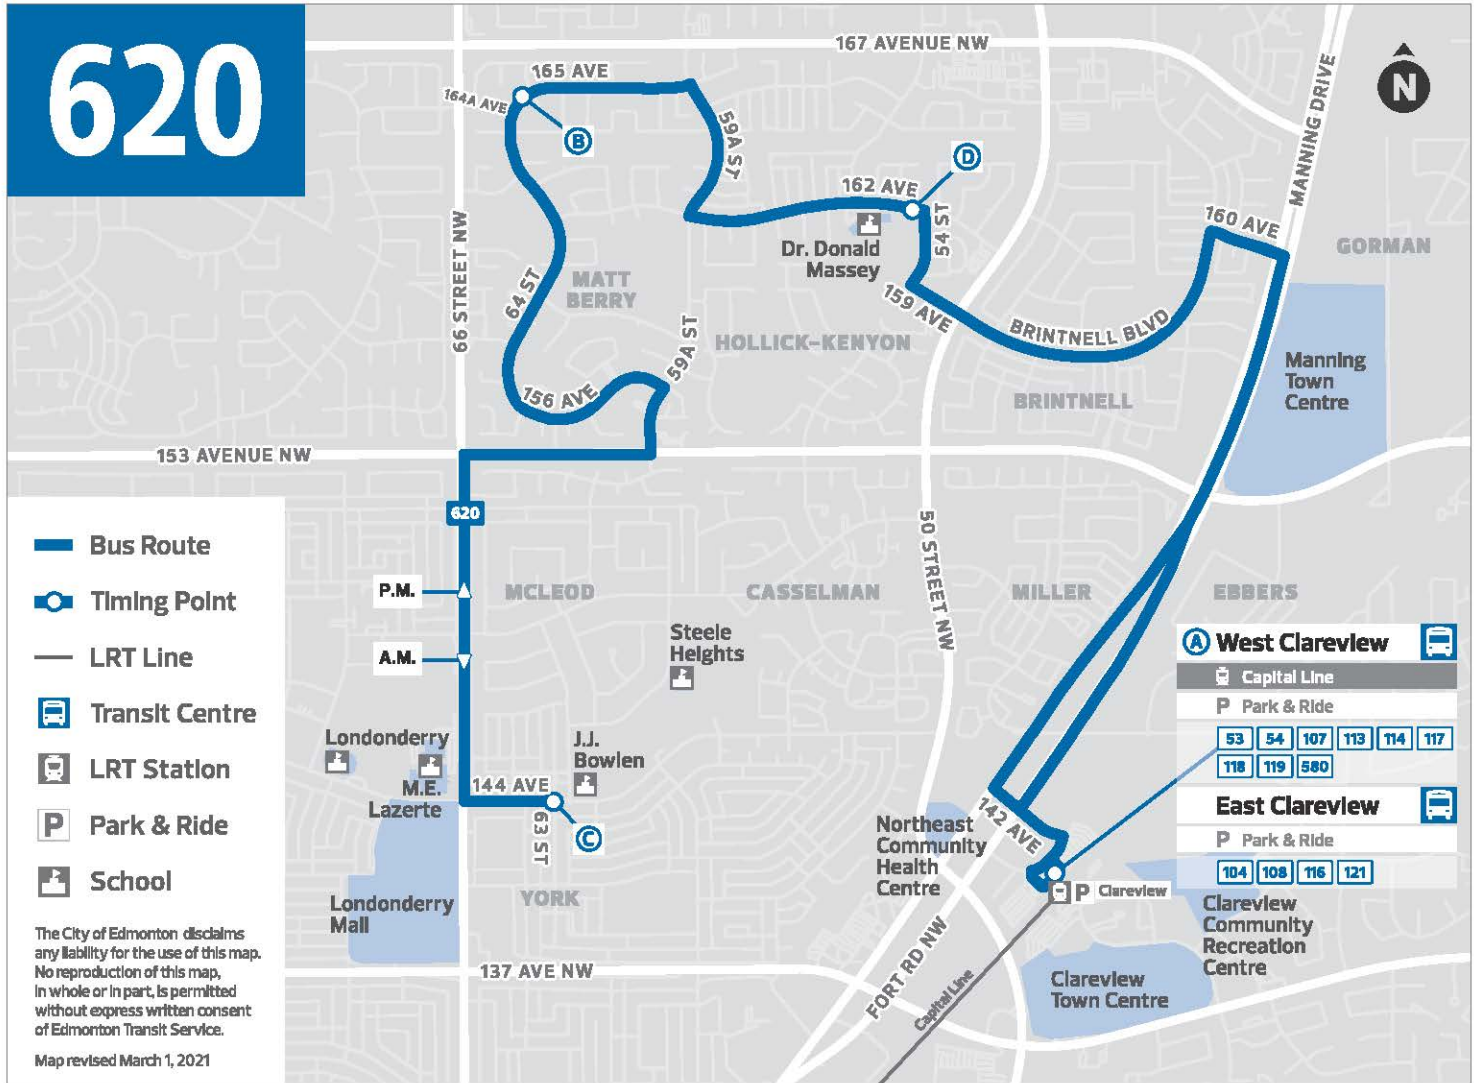 620
167 AVENUE NW
165 AVE
164A AVE
B
59A ST
D
162 AVE
54 ST
Dr. Donald
Massey
159 AVE
BRINTNELL BLVD
160 AVE
MANNING DRIVE
N
GORMAN
66 STREET NW
64 ST
MATT
BERRY
HOLLICK-KENYON
59A ST
156 AVE
BRINTNELL
Manning
Town
Centre
153 AVENUE NW
620
P.M.
A.M.
MCLEOD
CASSELMAN
50 STREET NW
MILLER
EBBERS
Steele
Heights
Londonderry
M.E.
Lazerte
J.J.
Bowlen
144 AVE
63 ST
C
Londonderry
Mall
YORK
137 AVE NW
Northeast
Community
Health
Centre
142 AVE
FORT RD NW
Capital Line
P Clareview
Clareview
Town Centre
Clareview
Community
Recreation
Centre
A West Clareview
Capital Line
P Park & Ride
53 54 107 113 114 117
118 119 580
East Clareview
P Park & Ride
104 108 116 121
Bus Route
Timing Point
LRT Line
Transit Centre
LRT Station
P Park & Ride
School
The City of Edmonton disclaims
any liability for the use of this map.
No reproduction of this map,
in whole or in part, is permitted
without express written consent
of Edmonton Transit Service.
Map revised March 1, 2021